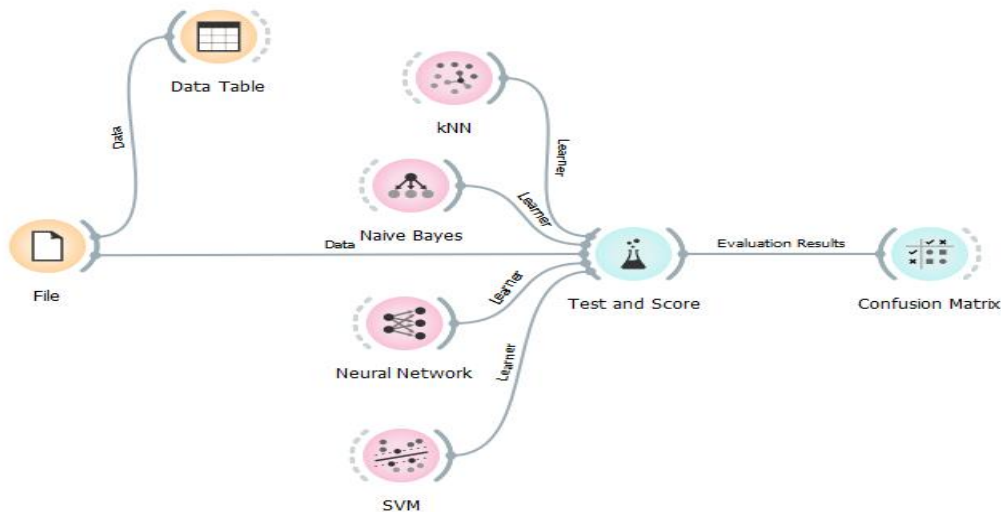 Data Table
kNN
Data
Learner
Naive Bayes
Learner
Data
Evaluation Results
File
Test and Score
Confusion Matrix
Learner
Neural Network
Learner
SVM